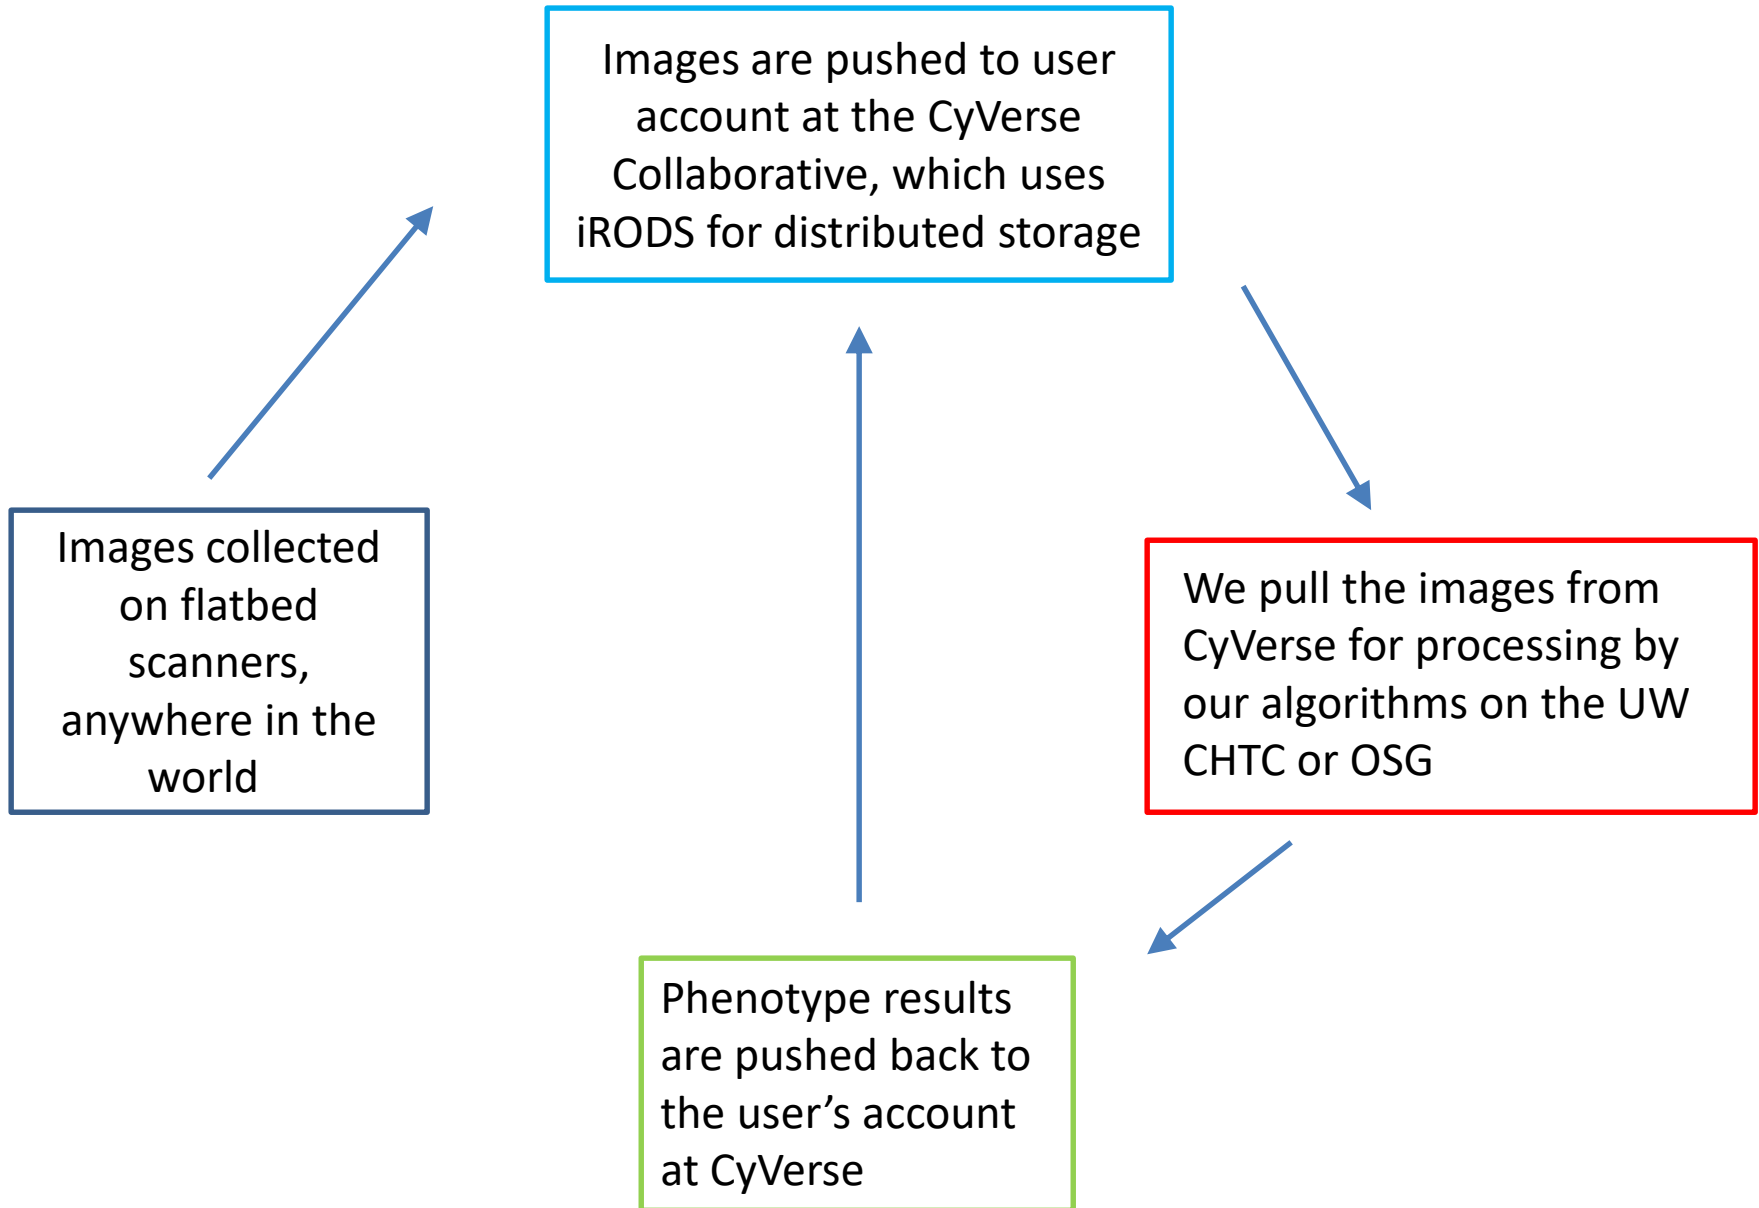 Images are pushed to user
account at the CyVerse
Collaborative, which uses
iRODS for distributed storage
Images collected
on flatbed
scanners,
anywhere in the
world
We pull the images from
CyVerse for processing by
our algorithms on the UW
CHTC or OSG
Phenotype results
are pushed back to
the user’s account
at CyVerse